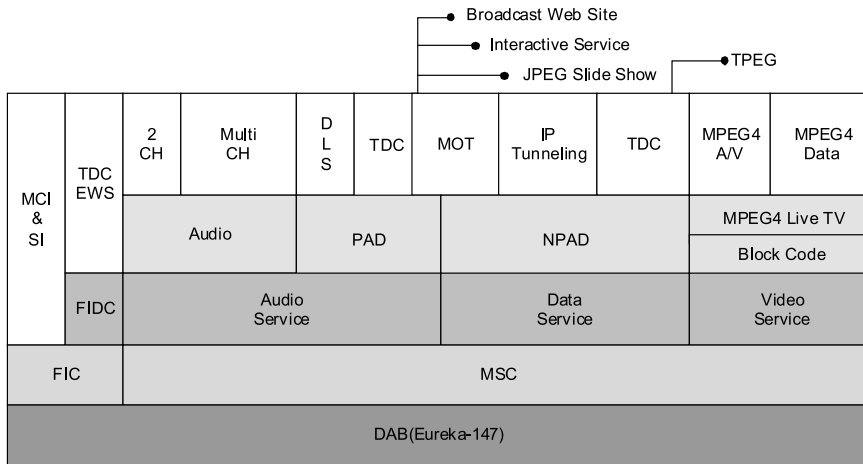 Broadcast Web Site
Interactive Service
JPEG Slide Show
TPEG
MCI
&
SI
TDC
EWS
2
CH
Multi
CH
D
L
S
TDC
MOT
IP
Tunneling
TDC
MPEG4
A/V
MPEG4
Data
Audio
PAD
NPAD
MPEG4 Live TV
Block Code
FIDC
Audio
Service
Data
Service
Video
Service
FIC
MSC
DAB(Eureka-147)